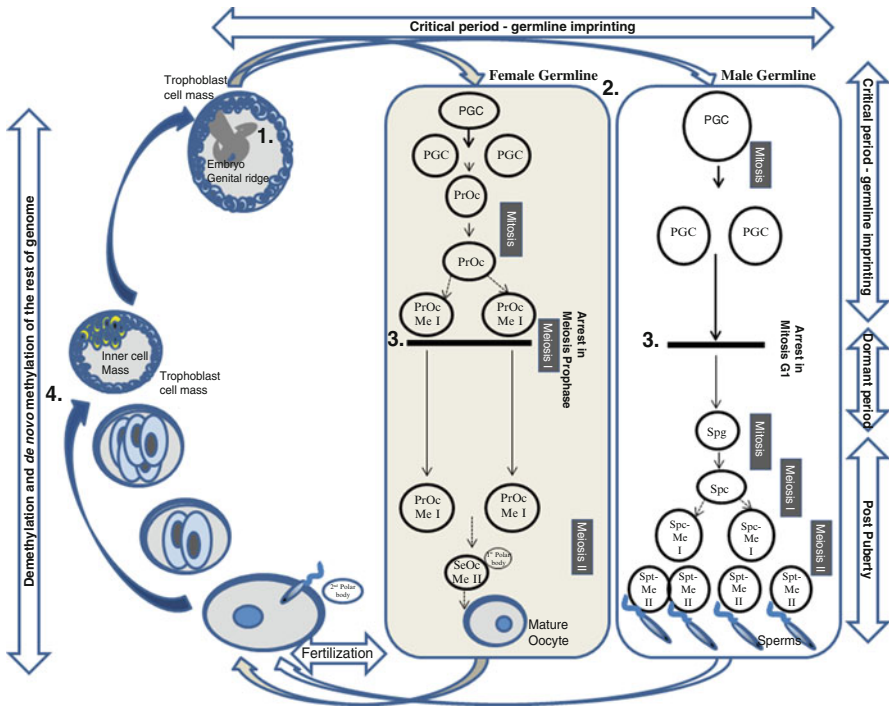 Critical period - germline imprinting
Trophoblast
cell mass
Female Germline
2.
Male Germline
1.
Embryo
Genital ridge
PGC
PGC
PGC
PrOc
Mitosis
PrOc
PrOc
Me I
PrOc
Me I
3.
Meiosis I
Arrest in
Meiosis Prophase
PrOc
Me I
PrOc
Me I
Meiosis II
SeOc
Me II
1st Polar
body
Mature
Oocyte
PGC
Mitosis
PGC
PGC
3.
Arrest in
Mitosis G1
Spg
Mitosis
Spc
Meiosis I
Spc-
Me
I
Spc-
Me
I
Meiosis II
Spt-
Me
II
Spt-
Me
II
Spt-
Me
II
Spt-
Me
II
Sperms
Critical period - germline imprinting
Dormant period
Post Puberty
Inner cell
Mass
Trophoblast
cell mass
4.
Demethylation and de novo methylation of the rest of genome
2nd Polar
body
Fertilization